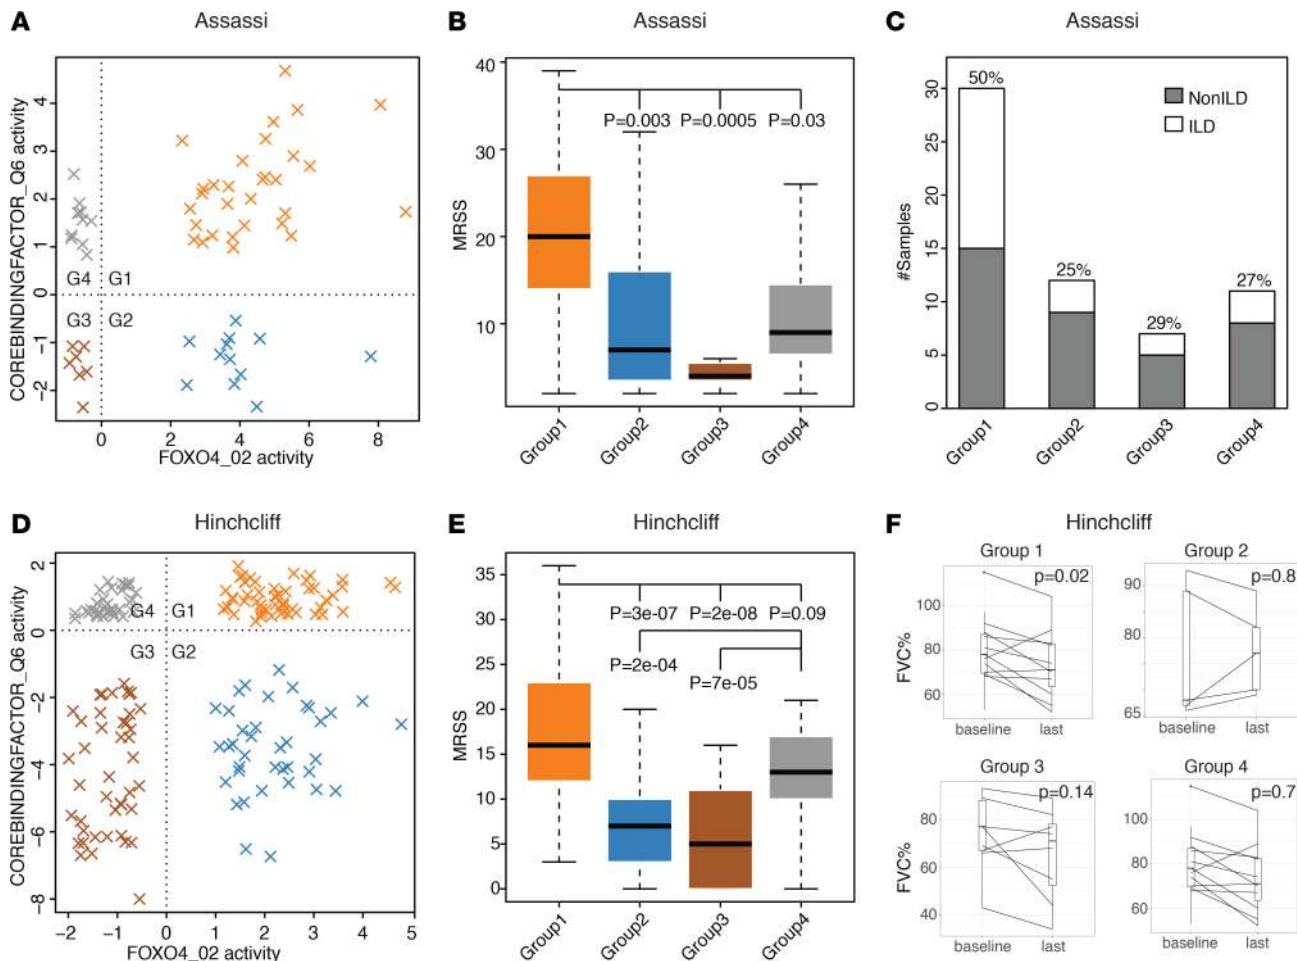 A
Assassi
COREBINDINGFACTOR_Q6 activity
4
3
2
1
0
−1
−2
G4
G1
G3
G2
0
2
4
6
8
FOXO4_02 activity
B
Assassi
MRSS
40
30
20
10
P=0.003
P=0.0005
P=0.03
Group1
Group2
Group3
Group4
C
Assassi
#Samples
30
25
20
15
10
5
0
50%
25%
29%
27%
NonILD
ILD
Group1
Group2
Group3
Group4
D
Hinchcliff
COREBINDINGFACTOR_Q6 activity
2
0
−2
−4
−6
−8
G4
G1
G3
G2
−2
−1
0
1
2
3
4
5
FOXO4_02 activity
E
Hinchcliff
MRSS
35
30
25
20
15
10
5
0
P=3e-07
P=2e-08
P=0.09
P=2e-04
P=7e-05
Group1
Group2
Group3
Group4
F
Hinchcliff
Group 1
p=0.02
FVC%
100
80
60
baseline
last
Group 2
p=0.8
90
80
65
baseline
last
Group 3
p=0.14
FVC%
80
60
40
baseline
last
Group 4
p=0.7
100
80
60
baseline
last